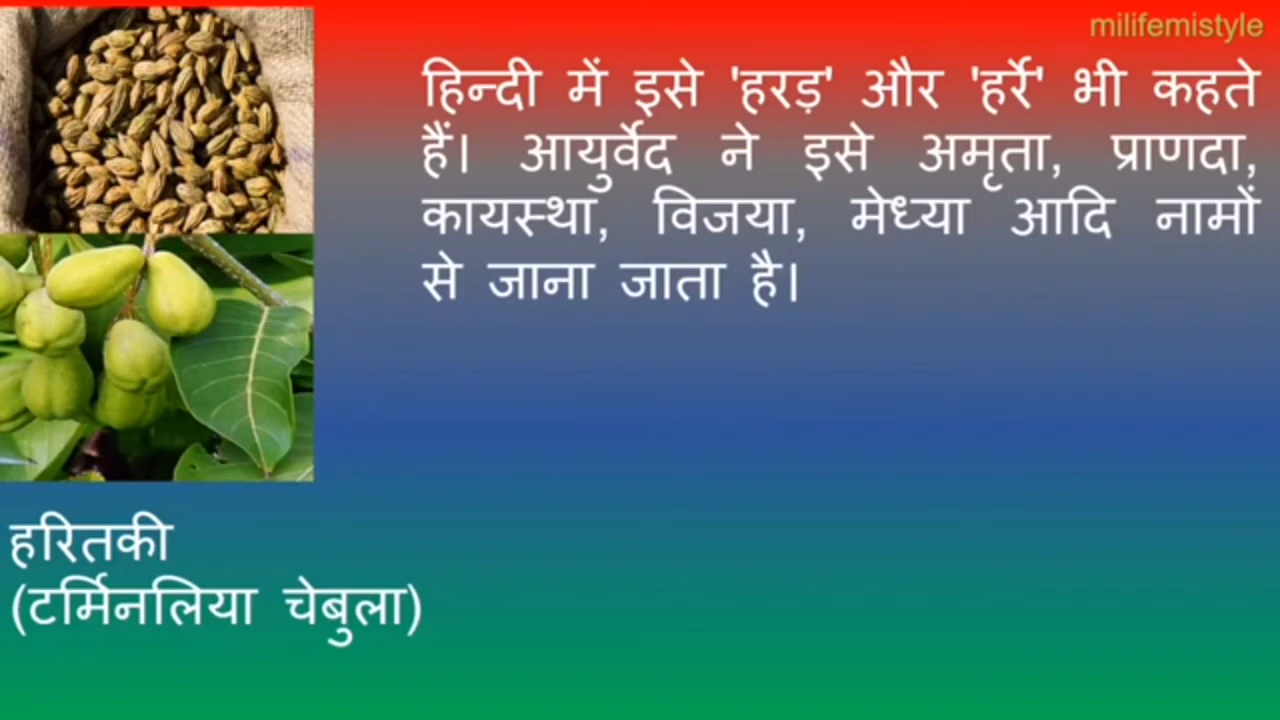 milifemistyle
हिन्दी में इसे 'हरड़' और 'हर्रे' भी कहते
हैं। आयुर्वेद ने इसे अमृता, प्राणदा,
कायस्था, विजया, मेध्या आदि नामों
से जाना जाता है।
हरितकी
(टर्मिनलिया चेबुला)